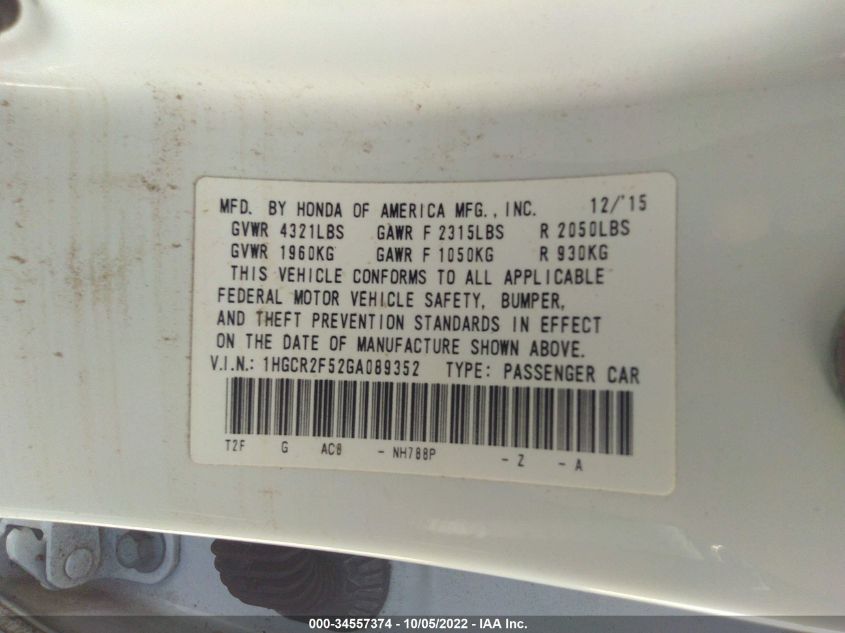 MFD. BY HONDA OF AMERICA MFG., INC. 12/'15
GVWR 4321LBS GAWR F 2315LBS R 2050LBS
GVWR 1960KG GAWR F 1050KG R 930KG
THIS VEHICLE CONFORMS TO ALL APPLICABLE
FEDERAL MOTOR VEHICLE SAFETY, BUMPER,
AND THEFT PREVENTION STANDARDS IN EFFECT
ON THE DATE OF MANUFACTURE SHOWN ABOVE.
V.I.N.: 1HGCR2F52GA089352 TYPE: PASSENGER CAR
T2F G AC8 - NH788P - Z - A
000-34557374 - 10/05/2022 - IAA Inc.